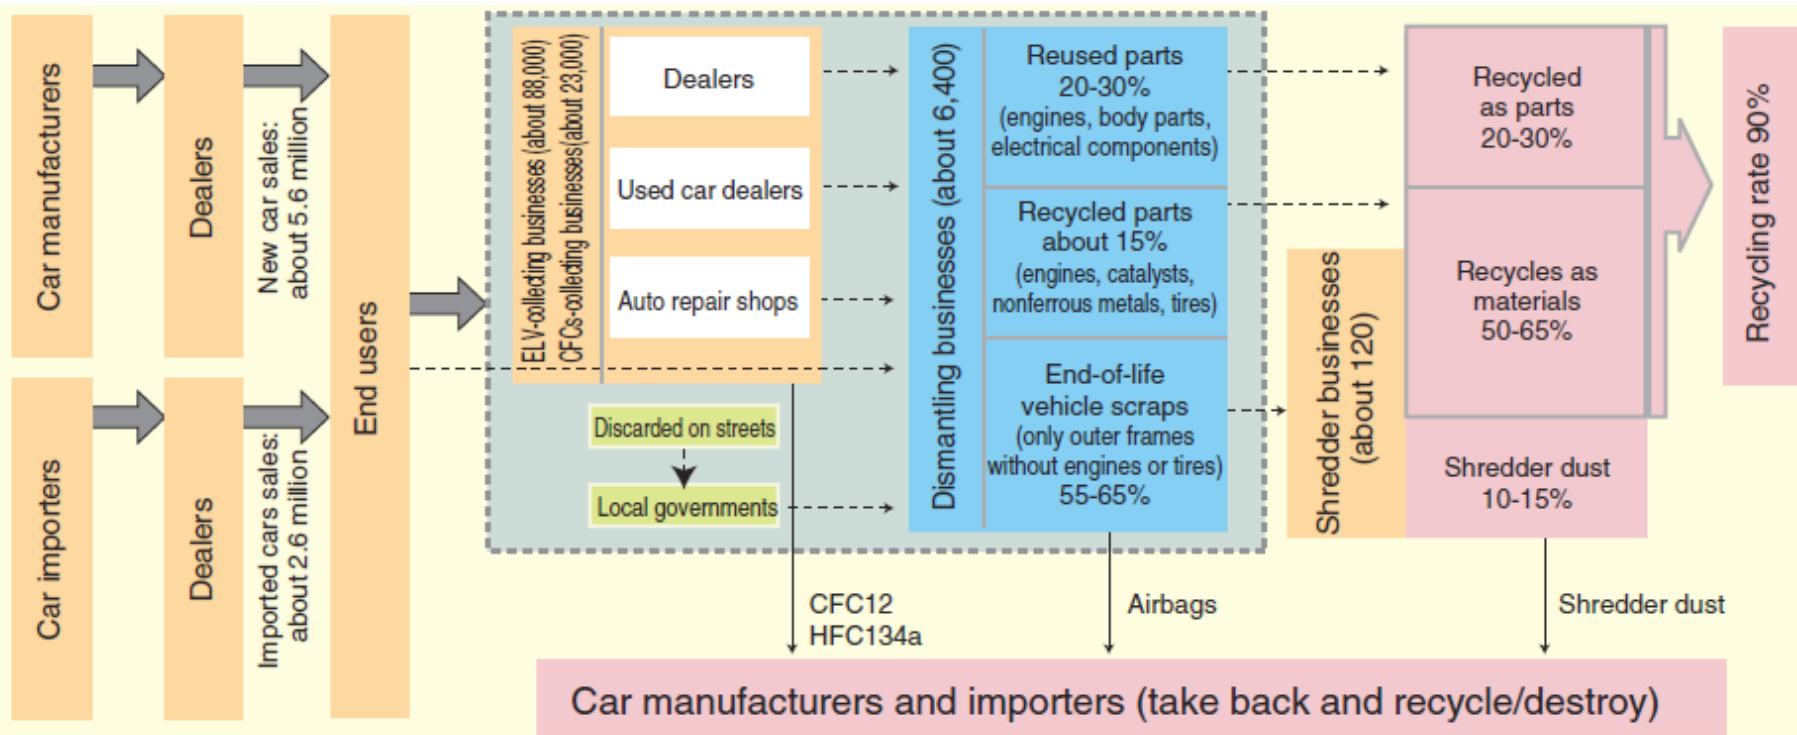 Car manufacturers
Dealers
New car sales:
about 5.6 million
Car importers
Dealers
Imported cars sales:
about 2.6 million
End users
ELV-collecting businesses (about 88,000)
CFCs-collecting businesses(about 23,000)
Dealers
Used car dealers
Auto repair shops
Discarded on streets
Local governments
Dismantling businesses (about 6,400)
Reused parts
20-30%
(engines, body parts,
electrical components)
Recycled parts
about 15%
(engines, catalysts,
nonferrous metals, tires)
End-of-life
vehicle scraps
(only outer frames
without engines or tires)
55-65%
Shredder businesses
(about 120)
Recycled
as parts
20-30%
Recycles as
materials
50-65%
Shredder dust
10-15%
Recycling rate 90%
CFC12
HFC134a
Airbags
Shredder dust
Car manufacturers and importers (take back and recycle/destroy)